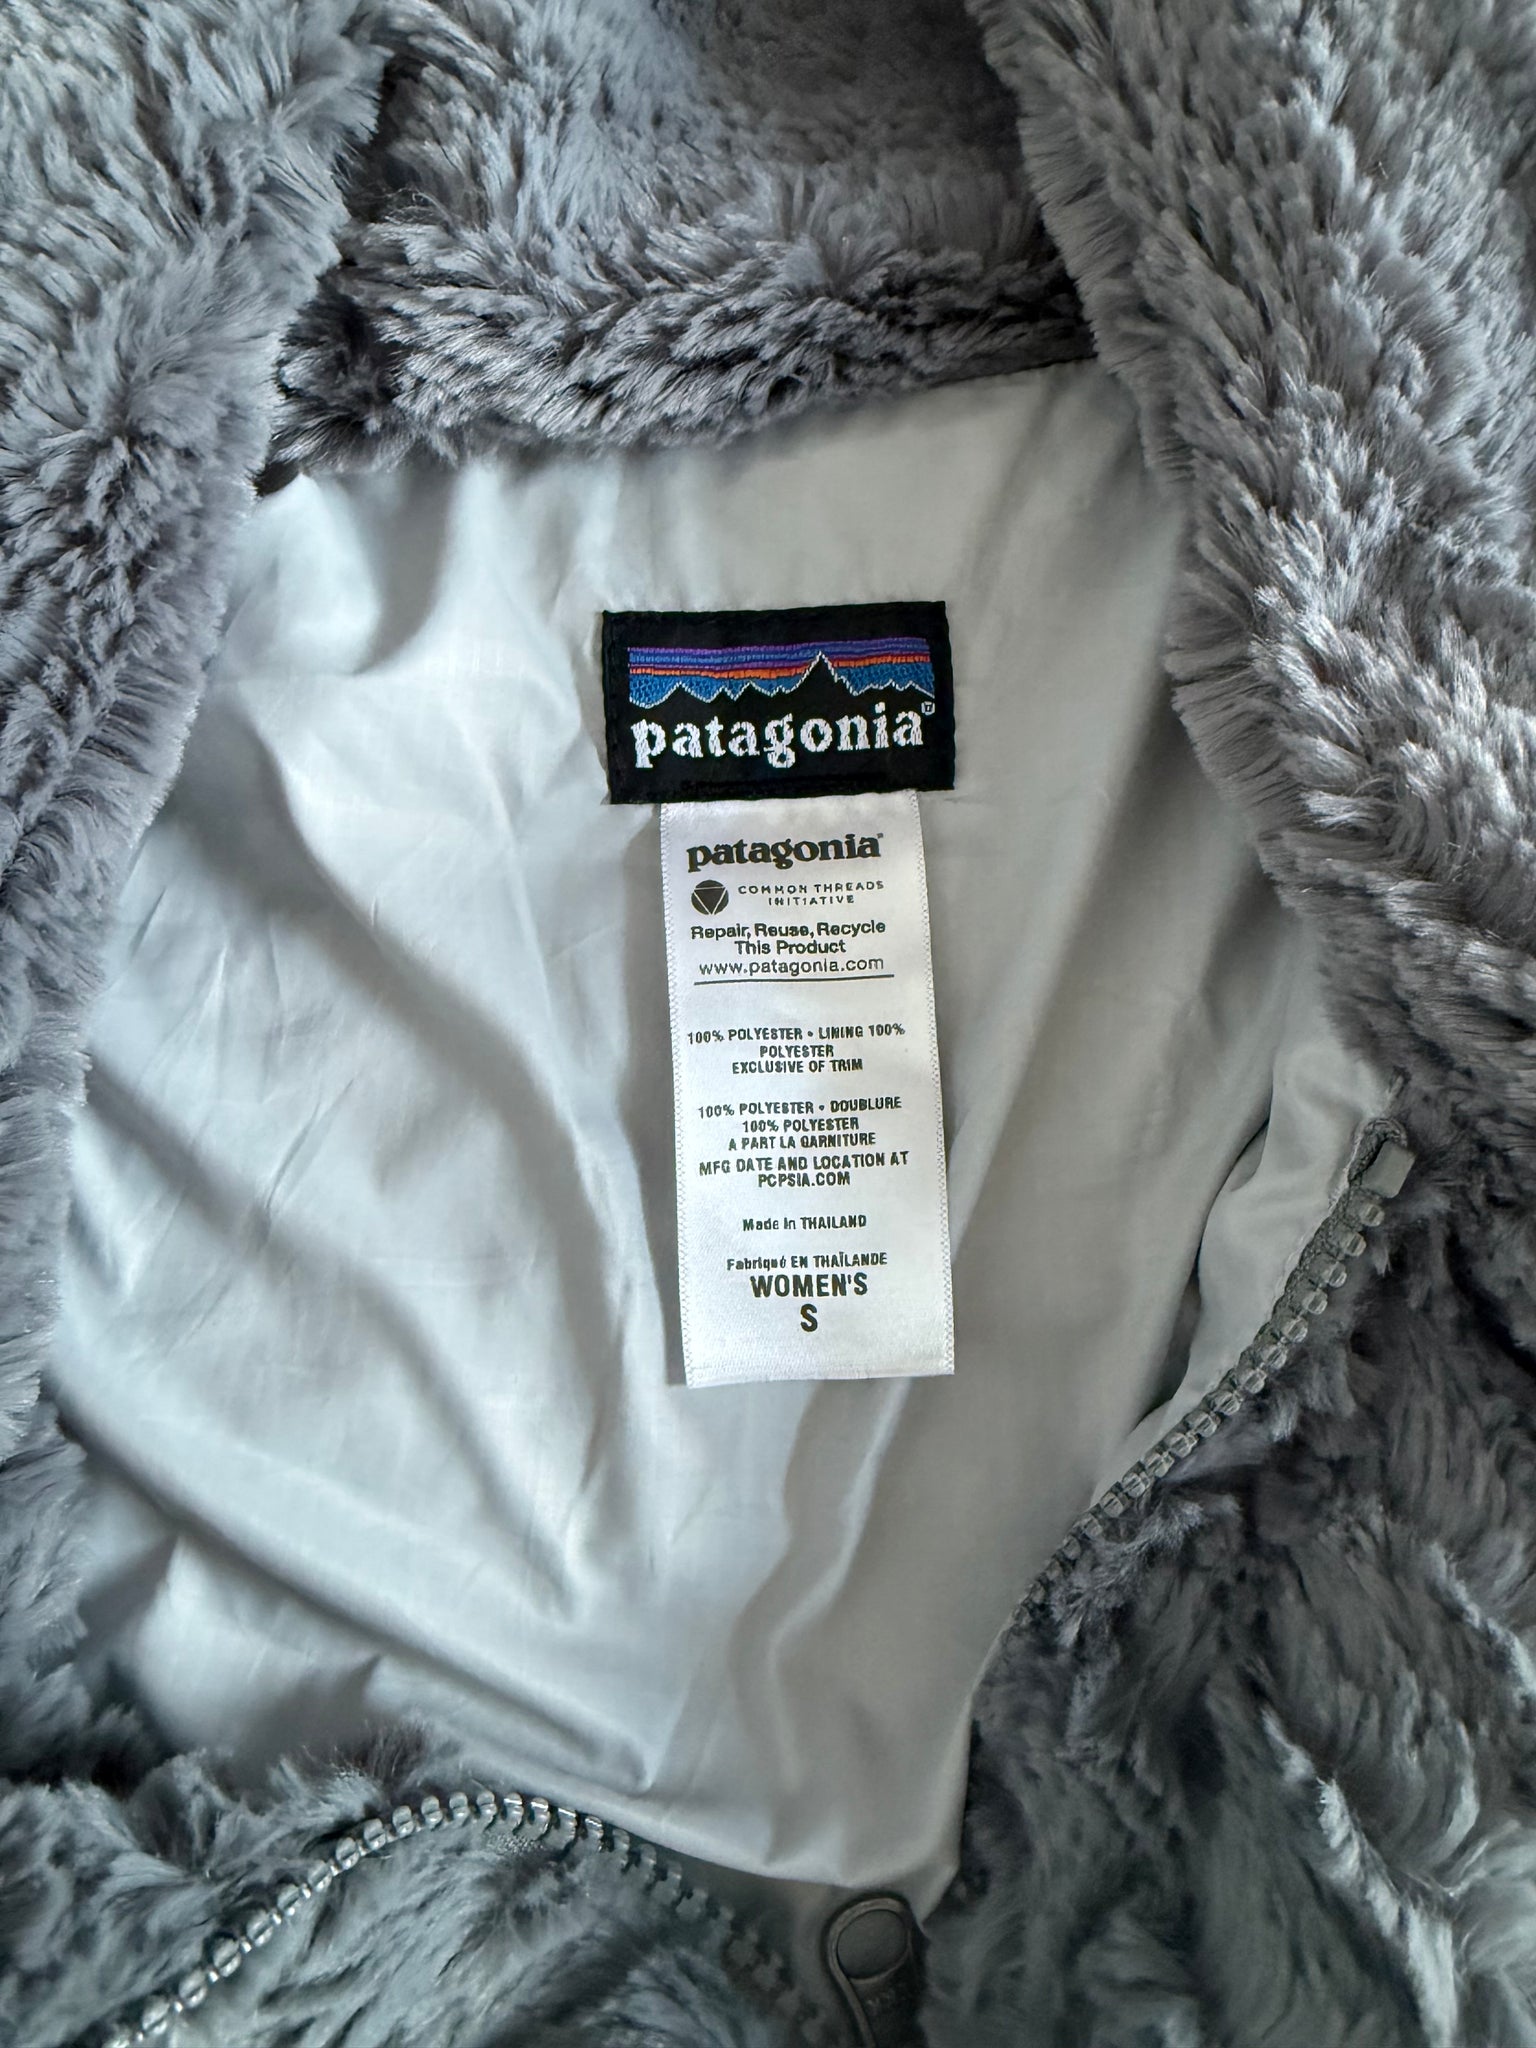 patagonia®
patagonia®
COMMON THREADS
INITIATIVE
Repair, Reuse, Recycle
This Product
www.patagonia.com
100% POLYESTER • LINING 100%
POLYESTER
EXCLUSIVE OF TRIM
100% POLYESTER • DOUBLURE
100% POLYESTER
A PART LA GARNITURE
MFG DATE AND LOCATION AT
PCPSIA.COM
Made in THAILAND
Fabriqué EN THAÏLANDE
WOMEN'S
S